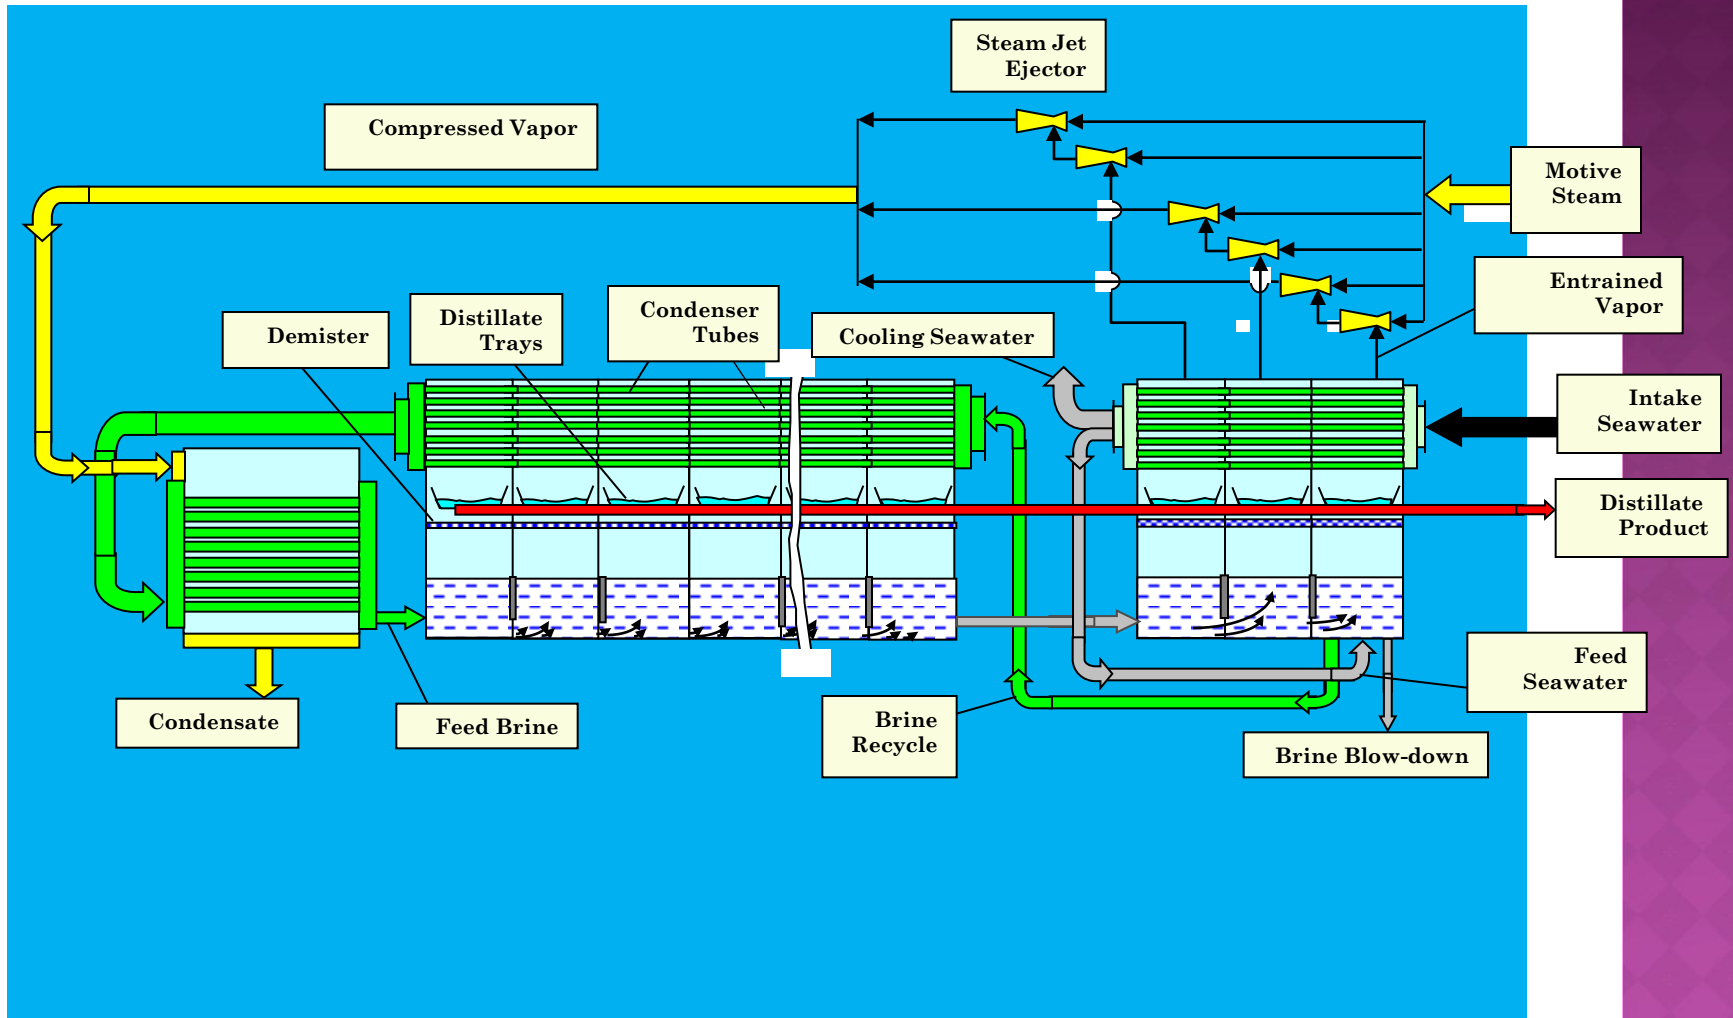 Steam Jet
Ejector
Compressed Vapor
Motive
Steam
Entrained
Vapor
Demister
Distillate
Trays
Condenser
Tubes
Cooling Seawater
Intake
Seawater
Distillate
Product
Feed
Seawater
Condensate
Feed Brine
Brine
Recycle
Brine Blow-down